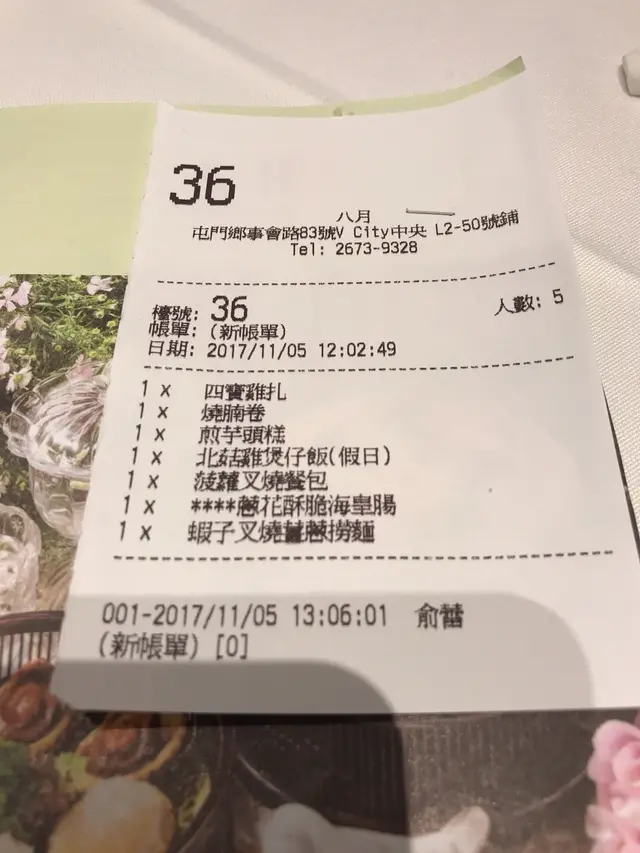 36
八月
屯門鄉事會路83號V City中央 L2-50號鋪
Tel: 2673-9328
檯號: 36 人數: 5
帳單: (新帳單)
日期: 2017/11/05 12:02:49
1 x 四寶雞扎
1 x 燒腩卷
1 x 煎芋頭糕
1 x 北菇雞煲仔飯(假日)
1 x 菠蘿叉燒餐包
1 x ****蔥花酥脆海皇腸
1 x 蝦子叉燒薑蔥撈麵
001-2017/11/05 13:06:01
(新帳單) [0]